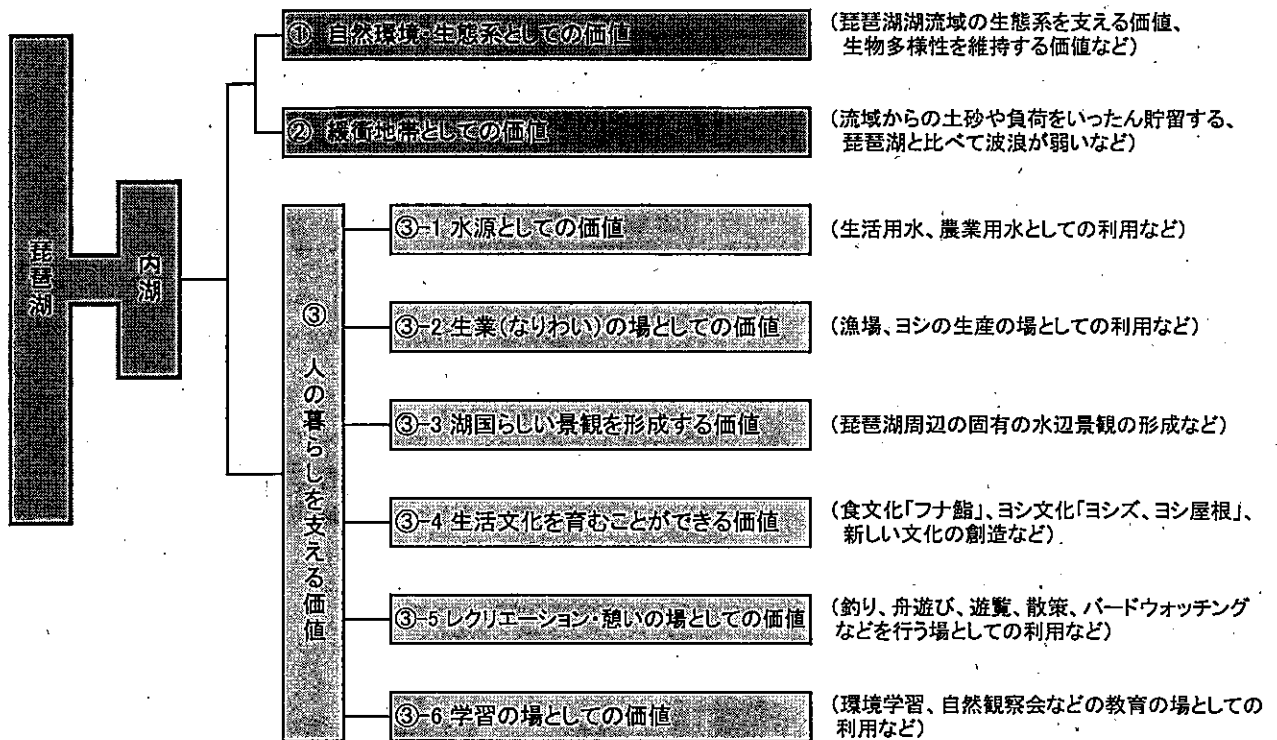 琵琶湖
内湖
① 自然環境・生態系としての価値
(琵琶湖湖流域の生態系を支える価値、
生物多様性を維持する価値など)
② 緩衝地帯としての価値
(流域からの土砂や負荷をいったん貯留する、
琵琶湖と比べて波浪が弱いなど)
③ 人の暮らしを支える価値
③-1 水源としての価値
(生活用水、農業用水としての利用など)
③-2 生業(なりわい)の場としての価値
(漁場、ヨシの生産の場としての利用など)
③-3 湖国らしい景観を形成する価値
(琵琶湖周辺の固有の水辺景観の形成など)
③-4 生活文化を育むことができる価値
(食文化「フナ鮨」、ヨシ文化「ヨシズ、ヨシ屋根」、
新しい文化の創造など)
③-5 レクリエーション・憩いの場としての価値
(釣り、舟遊び、遊覧、散策、バードウォッチング
などを行う場としての利用など)
③-6 学習の場としての価値
(環境学習、自然観察会などの教育の場としての
利用など)